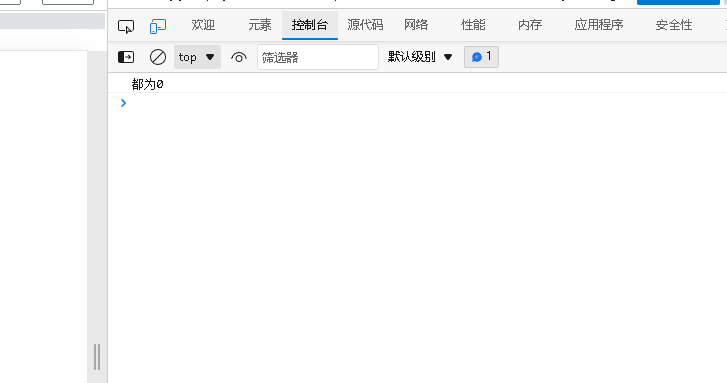 欢迎 元素 控制台 源代码 网络 性能 内存 应用程序 安全性
top 筛选器 默认级别 1
都为0